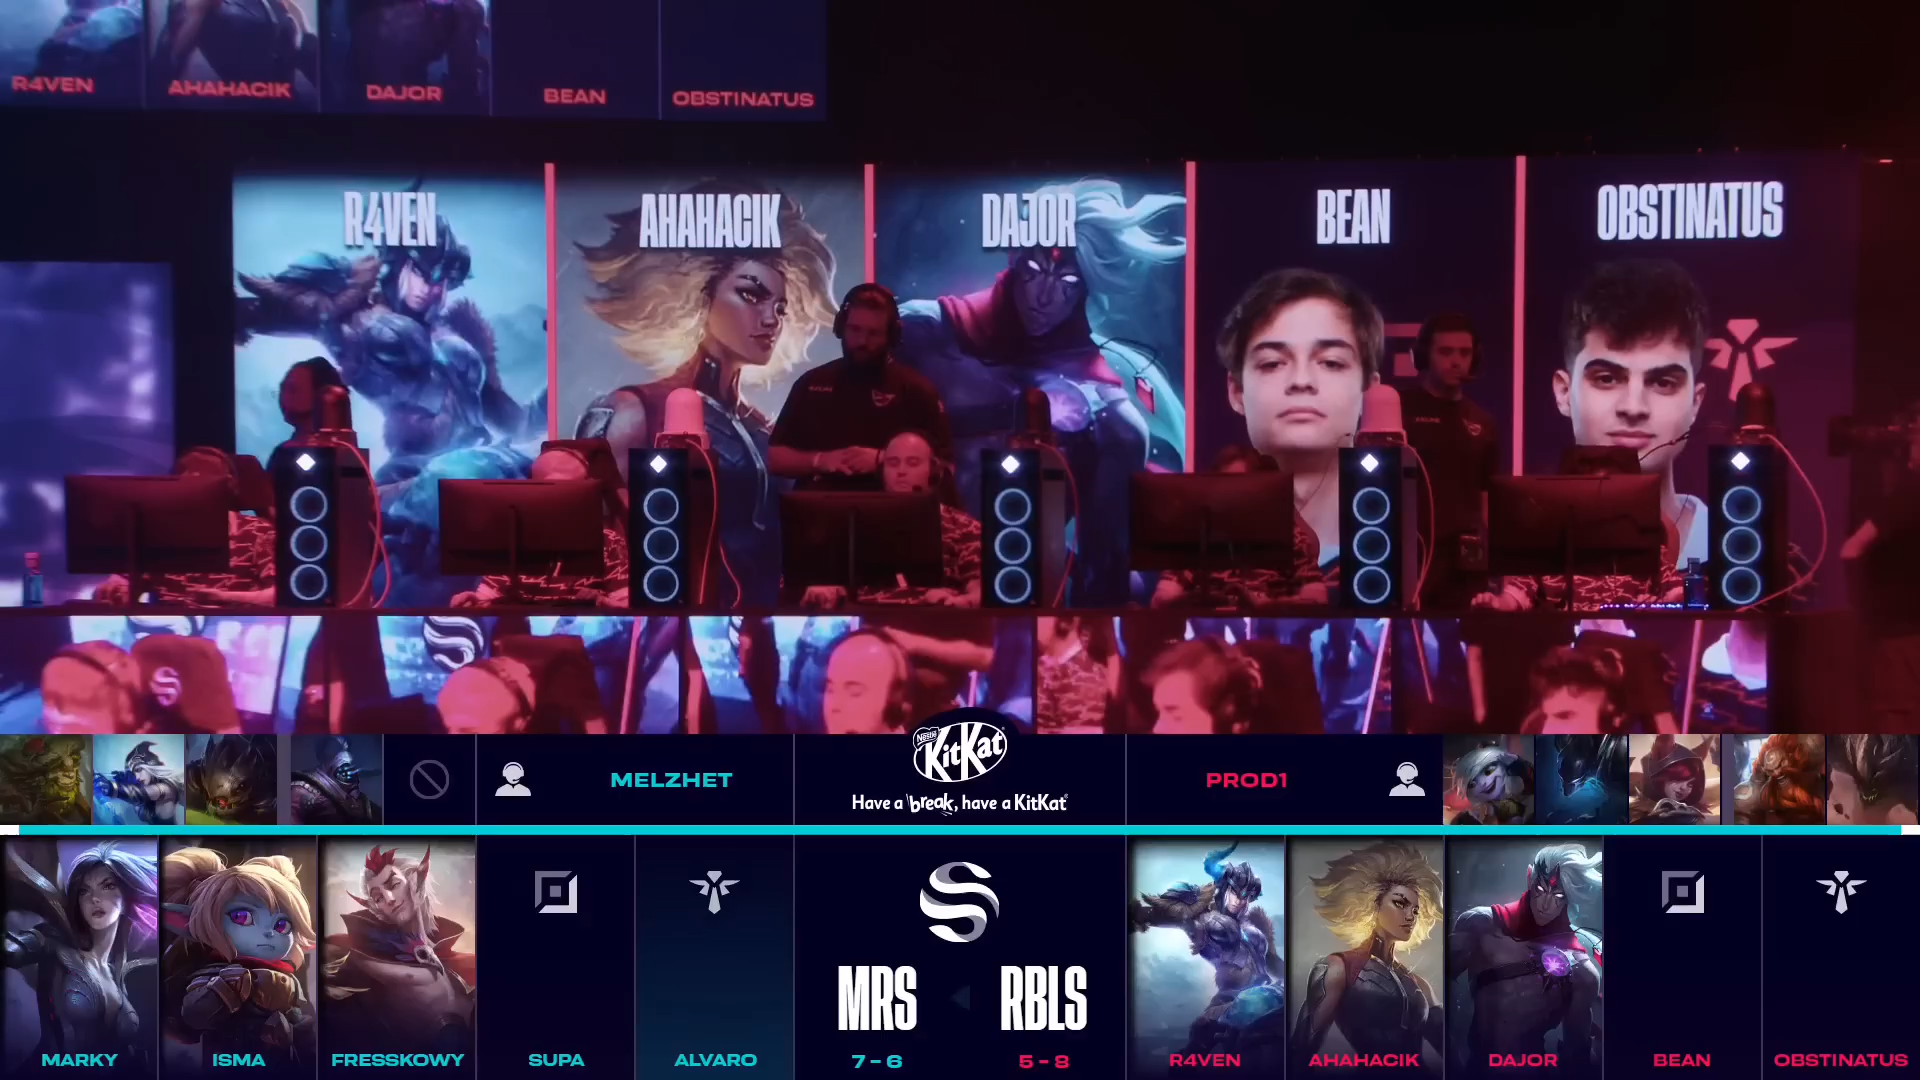 R4VEN
AHAHACIK
DAJOR
BEAN
OBSTINATUS
R4VEN
AHAHACIK
DAJOR
BEAN
OBSTINATUS
MELZHET
Nestlé
KitKat
Have a break, have a KitKat
PROD1
MARKY
ISMA
FRESSKOWY
SUPA
ALVARO
MRS
7 - 6
RBLS
5 - 8
R4VEN
AHAHACIK
DAJOR
BEAN
OBSTINATUS